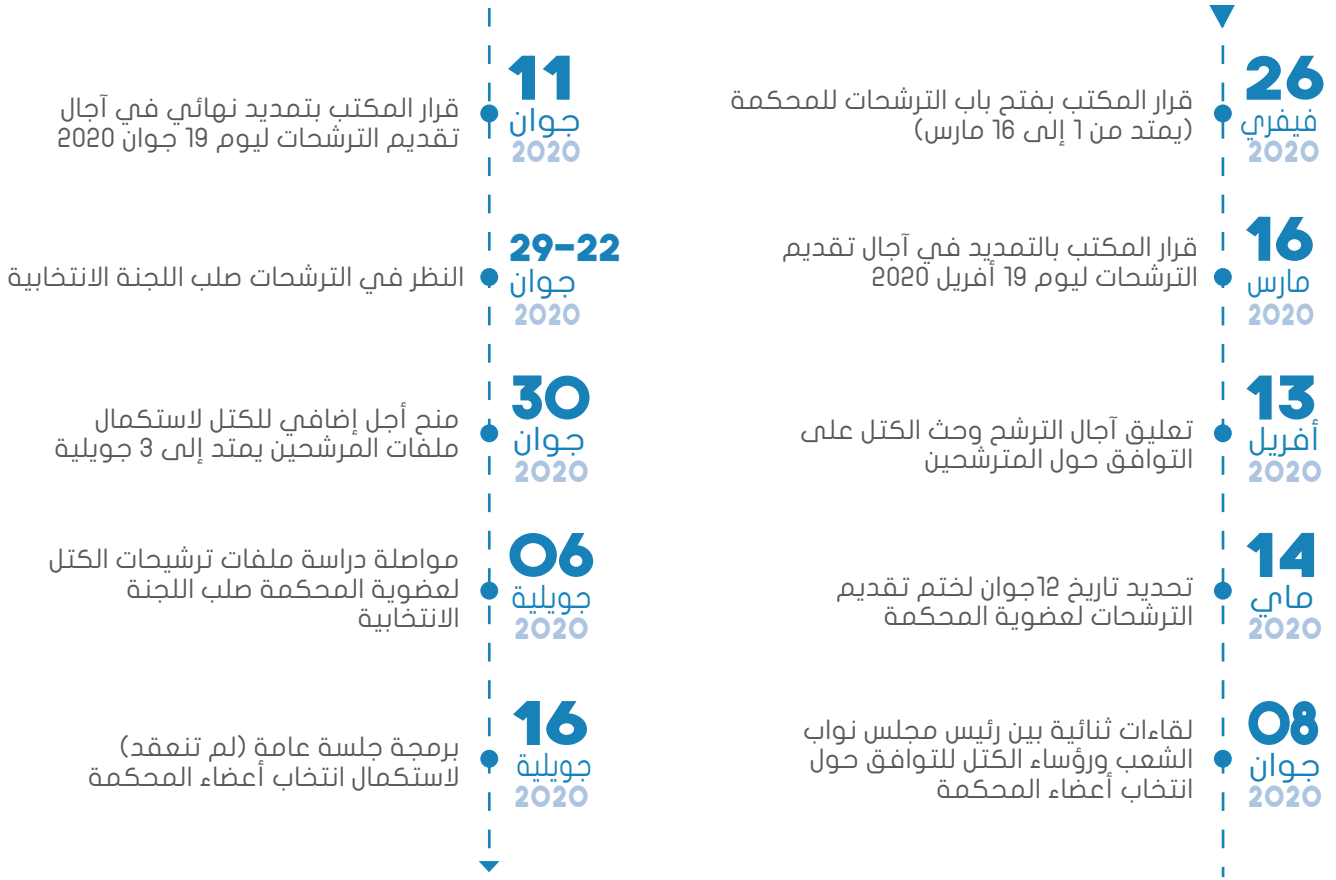 26
فيفري
2020
قرار المكتب بفتح باب الترشحات للمحكمة
(يمتد من 1 إلى 16 مارس)
16
مارس
2020
قرار المكتب بالتمديد في آجال تقديم
الترشحات ليوم 19 أفريل 2020
13
أفريل
2020
تعليق آجال الترشح وحث الكتل على
التوافق حول المترشحين
14
ماي
2020
تحديد تاريخ 12جوان لختم تقديم
الترشحات لعضوية المحكمة
08
جوان
2020
لقاءات ثنائية بين رئيس مجلس نواب
الشعب ورؤساء الكتل للتوافق حول
انتخاب أعضاء المحكمة
11
جوان
2020
قرار المكتب بتمديد نهائي في آجال
تقديم الترشحات ليوم 19 جوان 2020
29-22
جوان
2020
النظر في الترشحات صلب اللجنة الانتخابية
30
جوان
2020
منح أجل إضافي للكتل لاستكمال
ملفات المرشحين يمتد إلى 3 جويلية
06
جويلية
2020
مواصلة دراسة ملفات ترشيحات الكتل
لعضوية المحكمة صلب اللجنة
الانتخابية
16
جويلية
2020
برمجة جلسة عامة (لم تنعقد)
لاستكمال انتخاب أعضاء المحكمة